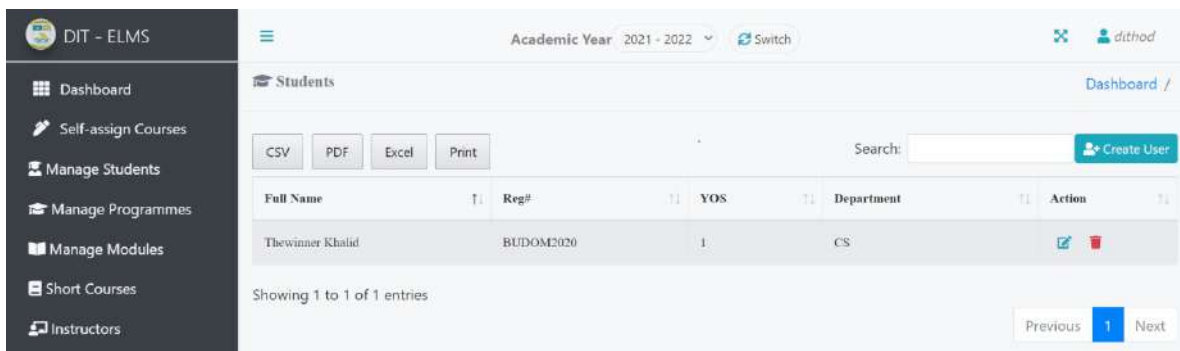 DIT - ELMS
Academic Year 2021 - 2022 Switch
dithod
Dashboard
Self-assign Courses
Manage Students
Manage Programmes
Manage Modules
Short Courses
Instructors
Students
Dashboard /
CSV PDF Excel Print
Search: Create User
Full Name Reg# YOS Department Action
Thewinner Khalid BUDOM2020 1 CS
Showing 1 to 1 of 1 entries
Previous 1 Next